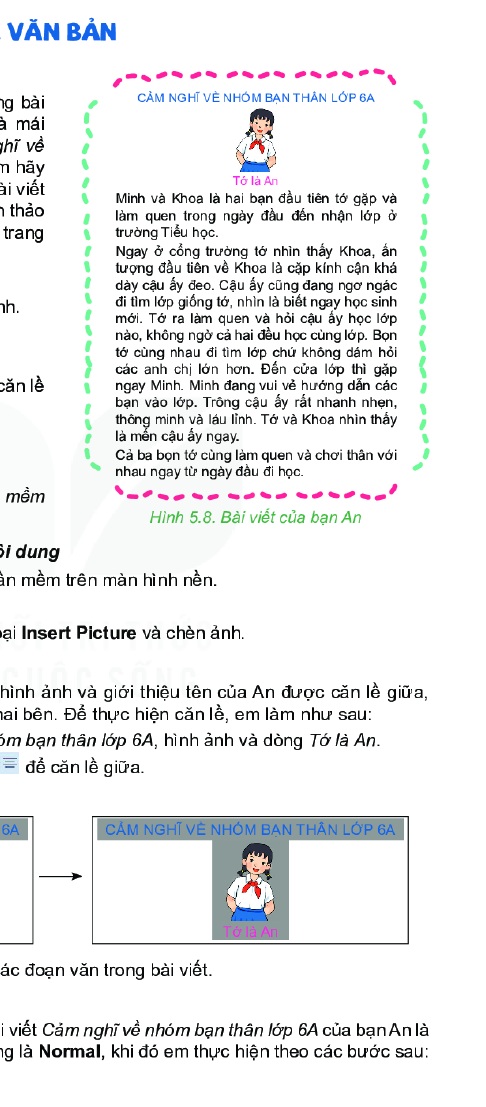 VĂN BẢN
CẢM NGHĨ VỀ NHÓM BẠN THÂN LỚP 6A
Tớ là An
Minh và Khoa là hai bạn đầu tiên tớ gặp và
làm quen trong ngày đầu đến nhận lớp ở
trường Tiểu học.
Ngay ở cổng trường tớ nhìn thấy Khoa, ấn
tượng đầu tiên về Khoa là cặp kính cận khá
dày cậu ấy đeo. Cậu ấy cũng đang ngơ ngác
đi tìm lớp giống tớ, nhìn là biết ngay học sinh
mới. Tớ ra làm quen và hỏi cậu ấy học lớp
nào, không ngờ cả hai đều học cùng lớp. Bọn
tớ cùng nhau đi tìm lớp chứ không dám hỏi
các anh chị lớn hơn. Đến cửa lớp thì gặp
ngay Minh. Minh đang vui vẻ hướng dẫn các
bạn vào lớp. Trông cậu ấy rất nhanh nhẹn,
thông minh và láu lỉnh. Tớ và Khoa nhìn thấy
là mến cậu ấy ngay.
Cả ba bọn tớ cùng làm quen và chơi thân với
nhau ngay từ ngày đầu đi học.
Hình 5.8. Bài viết của bạn An
ng bài
à mái
ghĩ về
m hãy
ài viết
n thảo
trang
nh.
căn lề
mềm
ội dung
ần mềm trên màn hình nền.
oại Insert Picture và chèn ảnh.
hình ảnh và giới thiệu tên của An được căn lề giữa,
hai bên. Để thực hiện căn lề, em làm như sau:
óm bạn thân lớp 6A, hình ảnh và dòng Tớ là An.
để căn lề giữa.
6A
CẢM NGHĨ VỀ NHÓM BẠN THÂN LỚP 6A
Tớ là An
ác đoạn văn trong bài viết.
i viết Cảm nghĩ về nhóm bạn thân lớp 6A của bạn An là
ng là Normal, khi đó em thực hiện theo các bước sau: